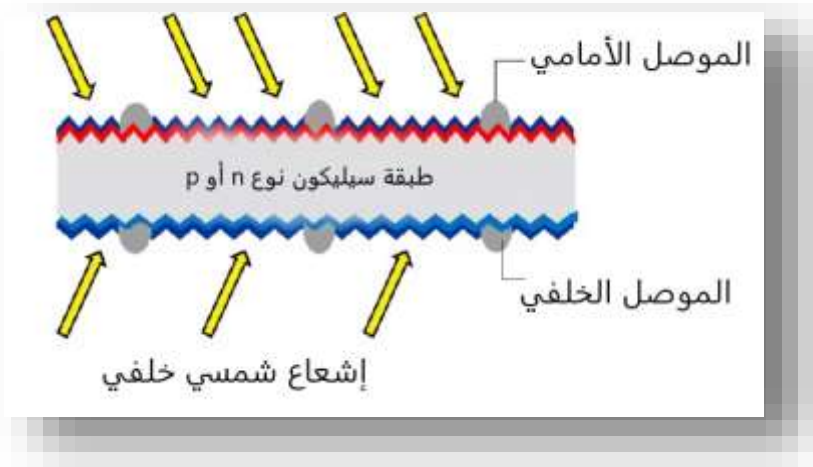 الموصل الأمامي
طبقة سيليكون نوع n أو p
الموصل الخلفي
إشعاع شمسي خلفي